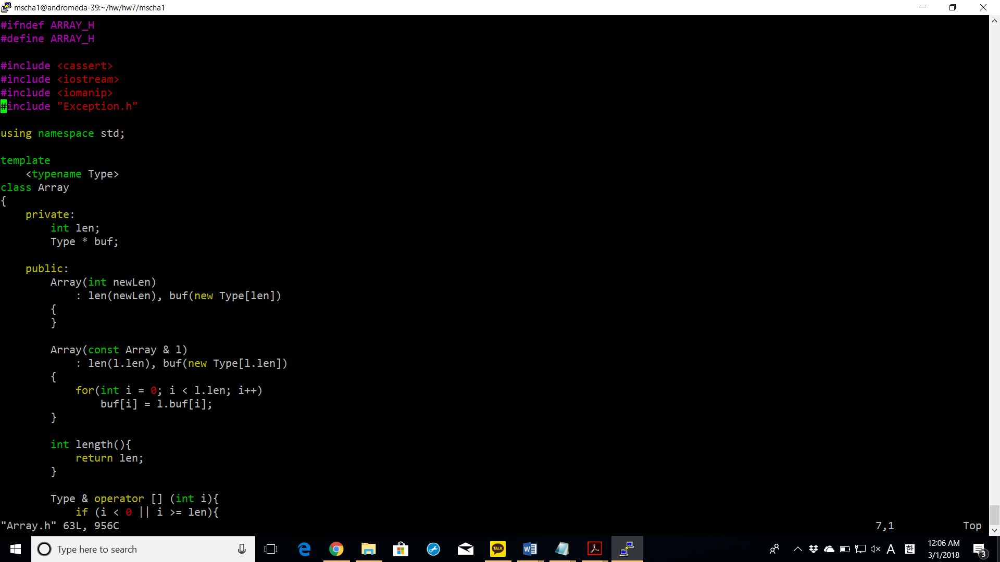 mscha1@andromeda-39:~/hw/hw7/mscha1
#ifndef ARRAY_H
#define ARRAY_H
#include <cassert>
#include <iostream>
#include <iomanip>
#include "Exception.h"
using namespace std;
template
<typename Type>
class Array
{
private:
int len;
Type * buf;
public:
Array(int newLen)
: len(newLen), buf(new Type[len])
{
}
Array(const Array & l)
: len(l.len), buf(new Type[l.len])
{
for(int i = 0; i < l.len; i++)
buf[i] = l.buf[i];
}
int length(){
return len;
}
Type & operator [] (int i){
if (i < 0 || i >= len){
"Array.h" 63L, 956C 7,1 Top
Type here to search
TALK
A
한
12:06 AM
3/1/2018
3